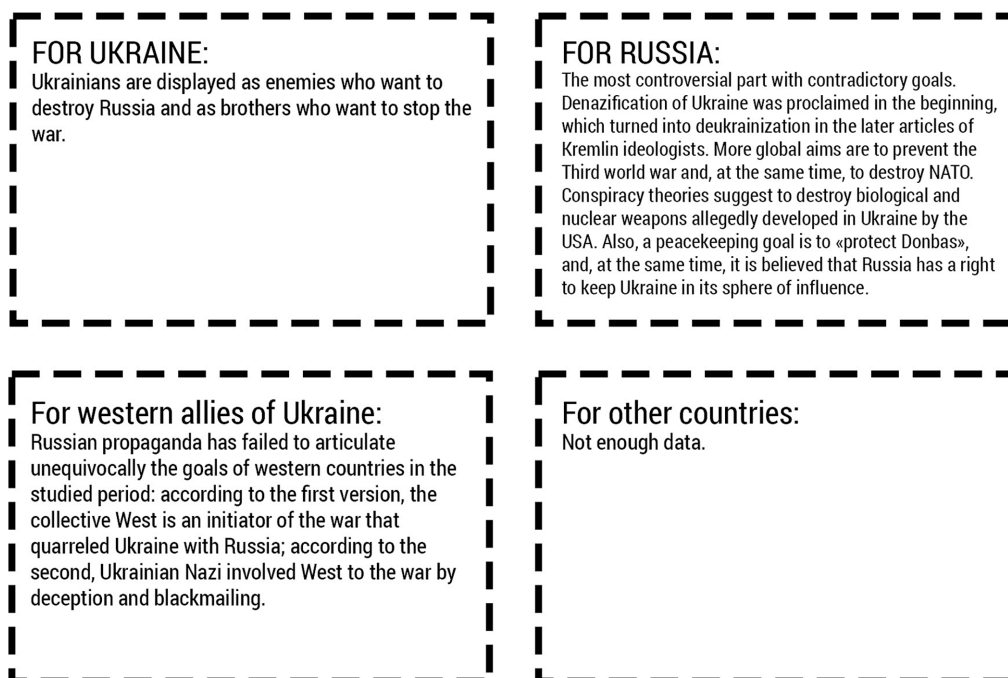 FOR UKRAINE:
Ukrainians are displayed as enemies who want to
destroy Russia and as brothers who want to stop the
war.
FOR RUSSIA:
The most controversial part with contradictory goals.
Denazification of Ukraine was proclaimed in the beginning,
which turned into deukrainization in the later articles of
Kremlin ideologists. More global aims are to prevent the
Third world war and, at the same time, to destroy NATO.
Conspiracy theories suggest to destroy biological and
nuclear weapons allegedly developed in Ukraine by the
USA. Also, a peacekeeping goal is to «protect Donbas»,
and, at the same time, it is believed that Russia has a right
to keep Ukraine in its sphere of influence.
For western allies of Ukraine:
Russian propaganda has failed to articulate
unequivocally the goals of western countries in the
studied period: according to the first version, the
collective West is an initiator of the war that
quarreled Ukraine with Russia; according to the
second, Ukrainian Nazi involved West to the war by
deception and blackmailing.
For other countries:
Not enough data.